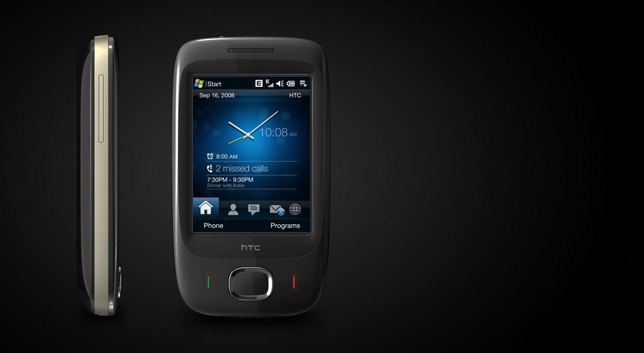 Start
E
E
Sep 16, 2008 HTC
10:08 AM
8:00 AM
2 missed calls
7:30PM - 9:30PM
Dinner with Katie
Phone Programs
hTC